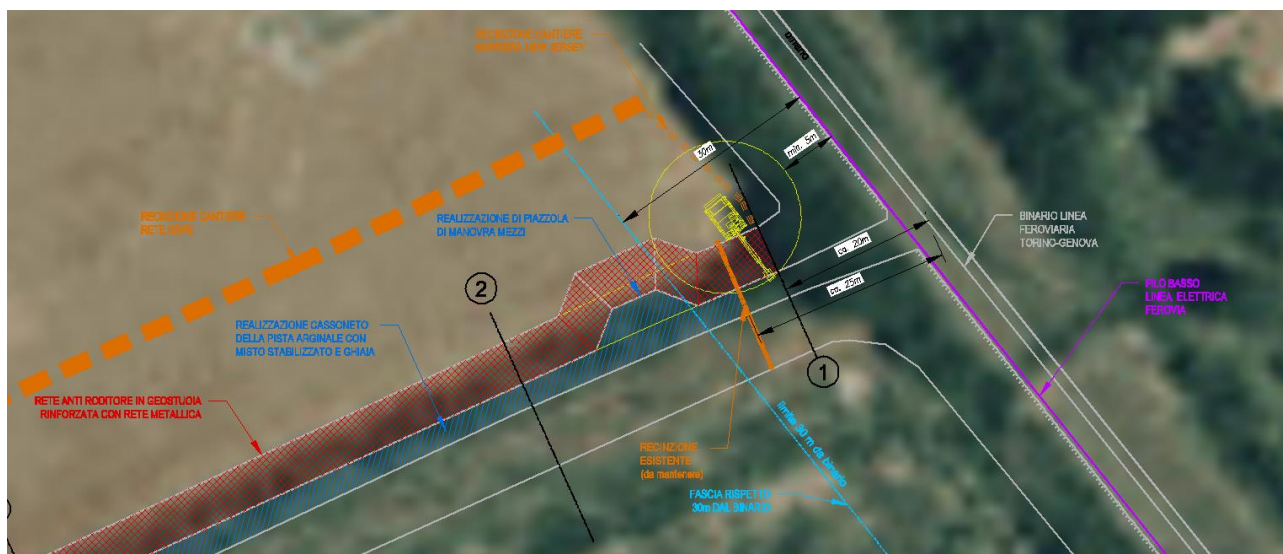 RECINZIONE CANTIERE
30m
min. 5m
RECINZIONE CANTIERE
REALIZZAZIONE DI PIAZZOLA
DI MANOVRA MEZZI
ca. 20m
ca. 25m
BINARIO LINEA
FEROVIARIA
TORINO-GENOVA
FILO BASSO
LINEA ELETTRICA
FEROVIA
2
REALIZZAZIONE CASSONETO
DELLA PISTA ARGINALE CON
MISTO STABILIZZATO E GHIAIA
1
RETE ANTI RODITORE IN GEOSTUOIA
RINFORZATA CON RETE METALLICA
RECINZIONE
ESISTENTE
(da mantenere)
limite 30 m da binario
FASCIA RISPETTO
30m DAL BINARIO